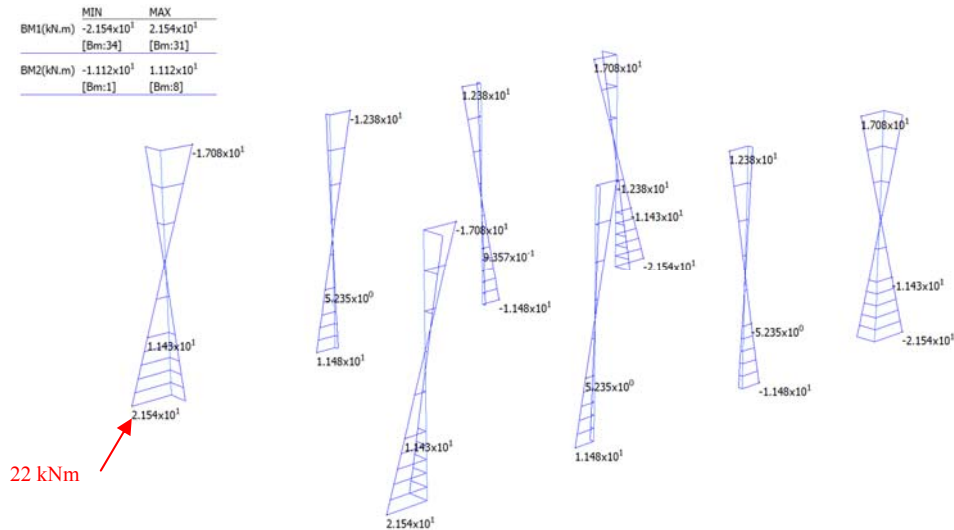 MIN MAX
BM1(kN.m) -2.154x10¹ 2.154x10¹
[Bm:34] [Bm:31]
BM2(kN.m) -1.112x10¹ 1.112x10¹
[Bm:1] [Bm:8]
1.708x10¹
1.238x10¹
-1.238x10¹
1.708x10¹
-1.708x10¹
1.238x10¹
-1.238x10¹
-1.143x10¹
-1.708x10¹
9.357x10⁻¹
-2.154x10¹
-1.143x10¹
5.235x10⁰
-1.148x10¹
-5.235x10⁰
-2.154x10¹
1.143x10¹
1.148x10¹
5.235x10⁰
-1.148x10¹
2.154x10¹
1.143x10¹
1.148x10¹
22 kNm
2.154x10¹